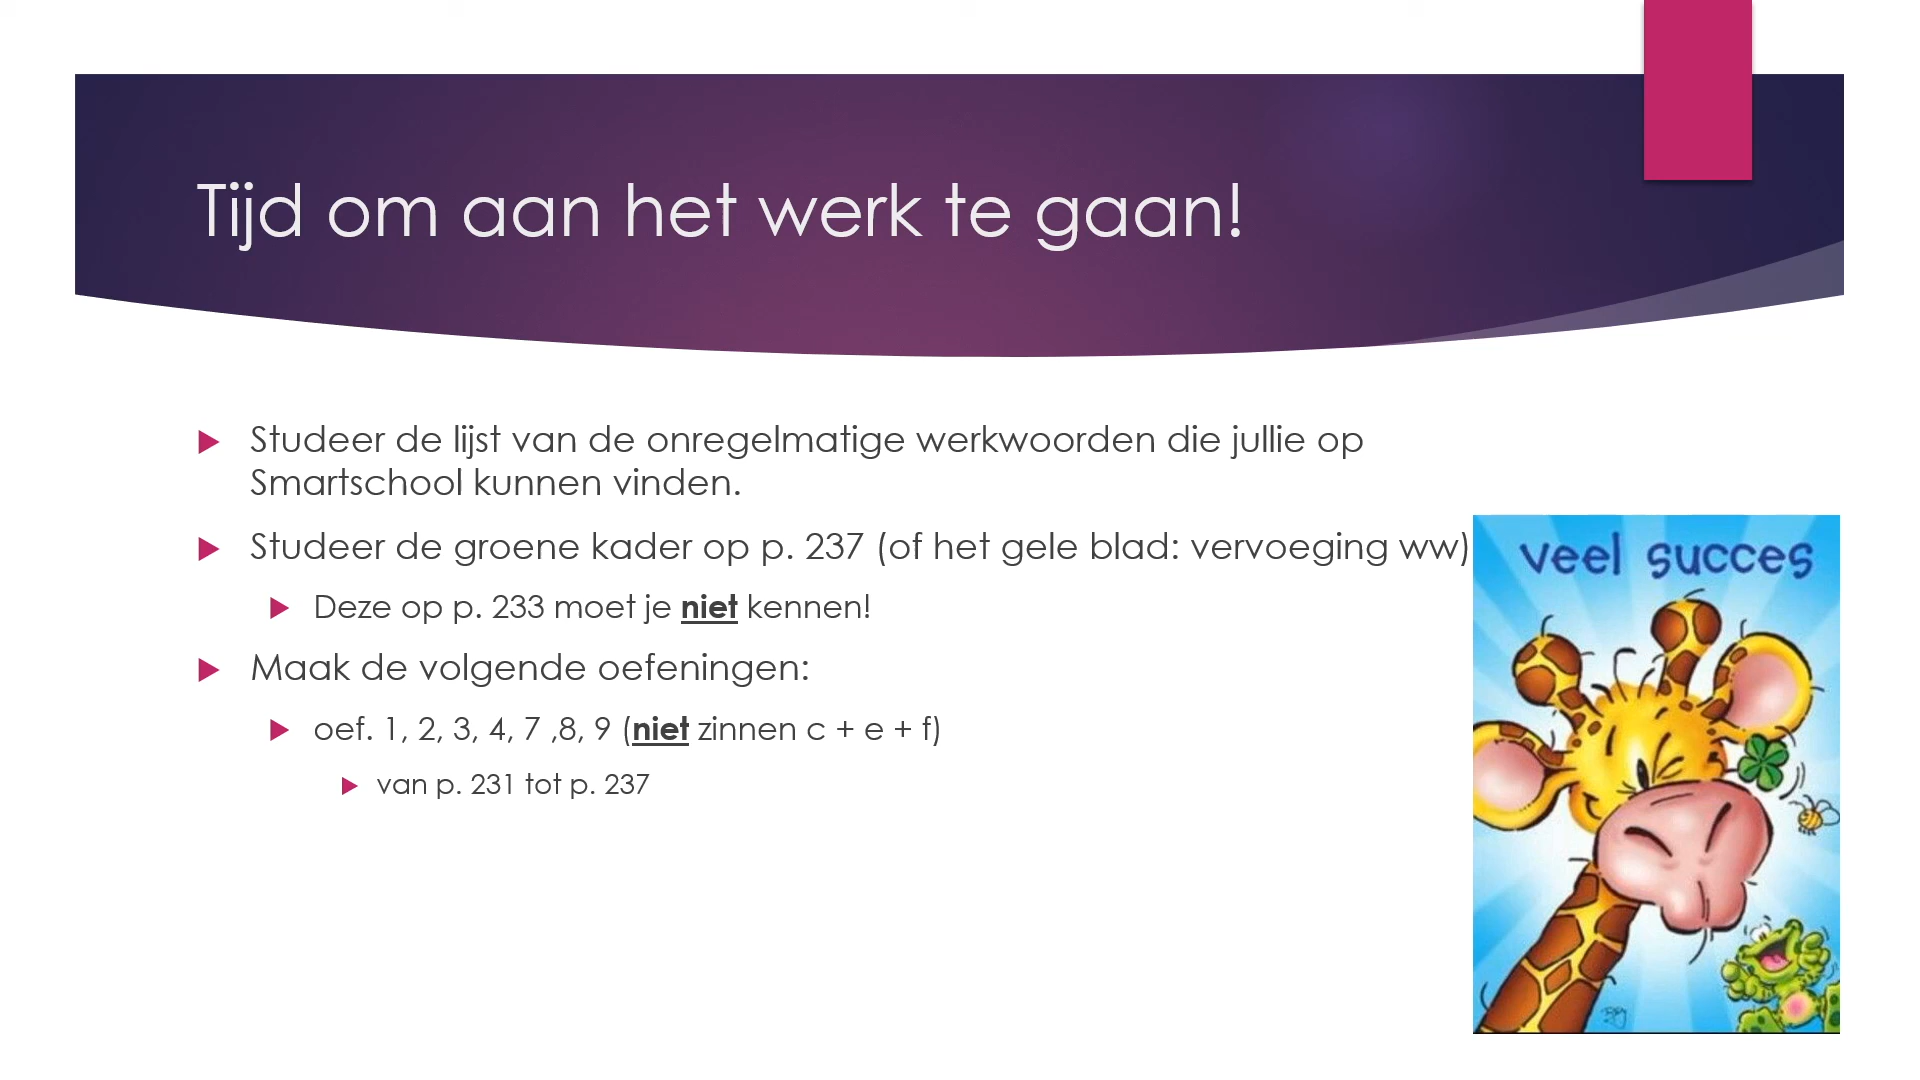 Tijd om aan het werk te gaan!
Studeer de lijst van de onregelmatige werkwoorden die jullie op
Smartschool kunnen vinden.
Studeer de groene kader op p. 237 (of het gele blad: vervoeging ww)
Deze op p. 233 moet je niet kennen!
Maak de volgende oefeningen:
oef. 1, 2, 3, 4, 7 ,8, 9 (niet zinnen c + e + f)
van p. 231 tot p. 237
veel succes